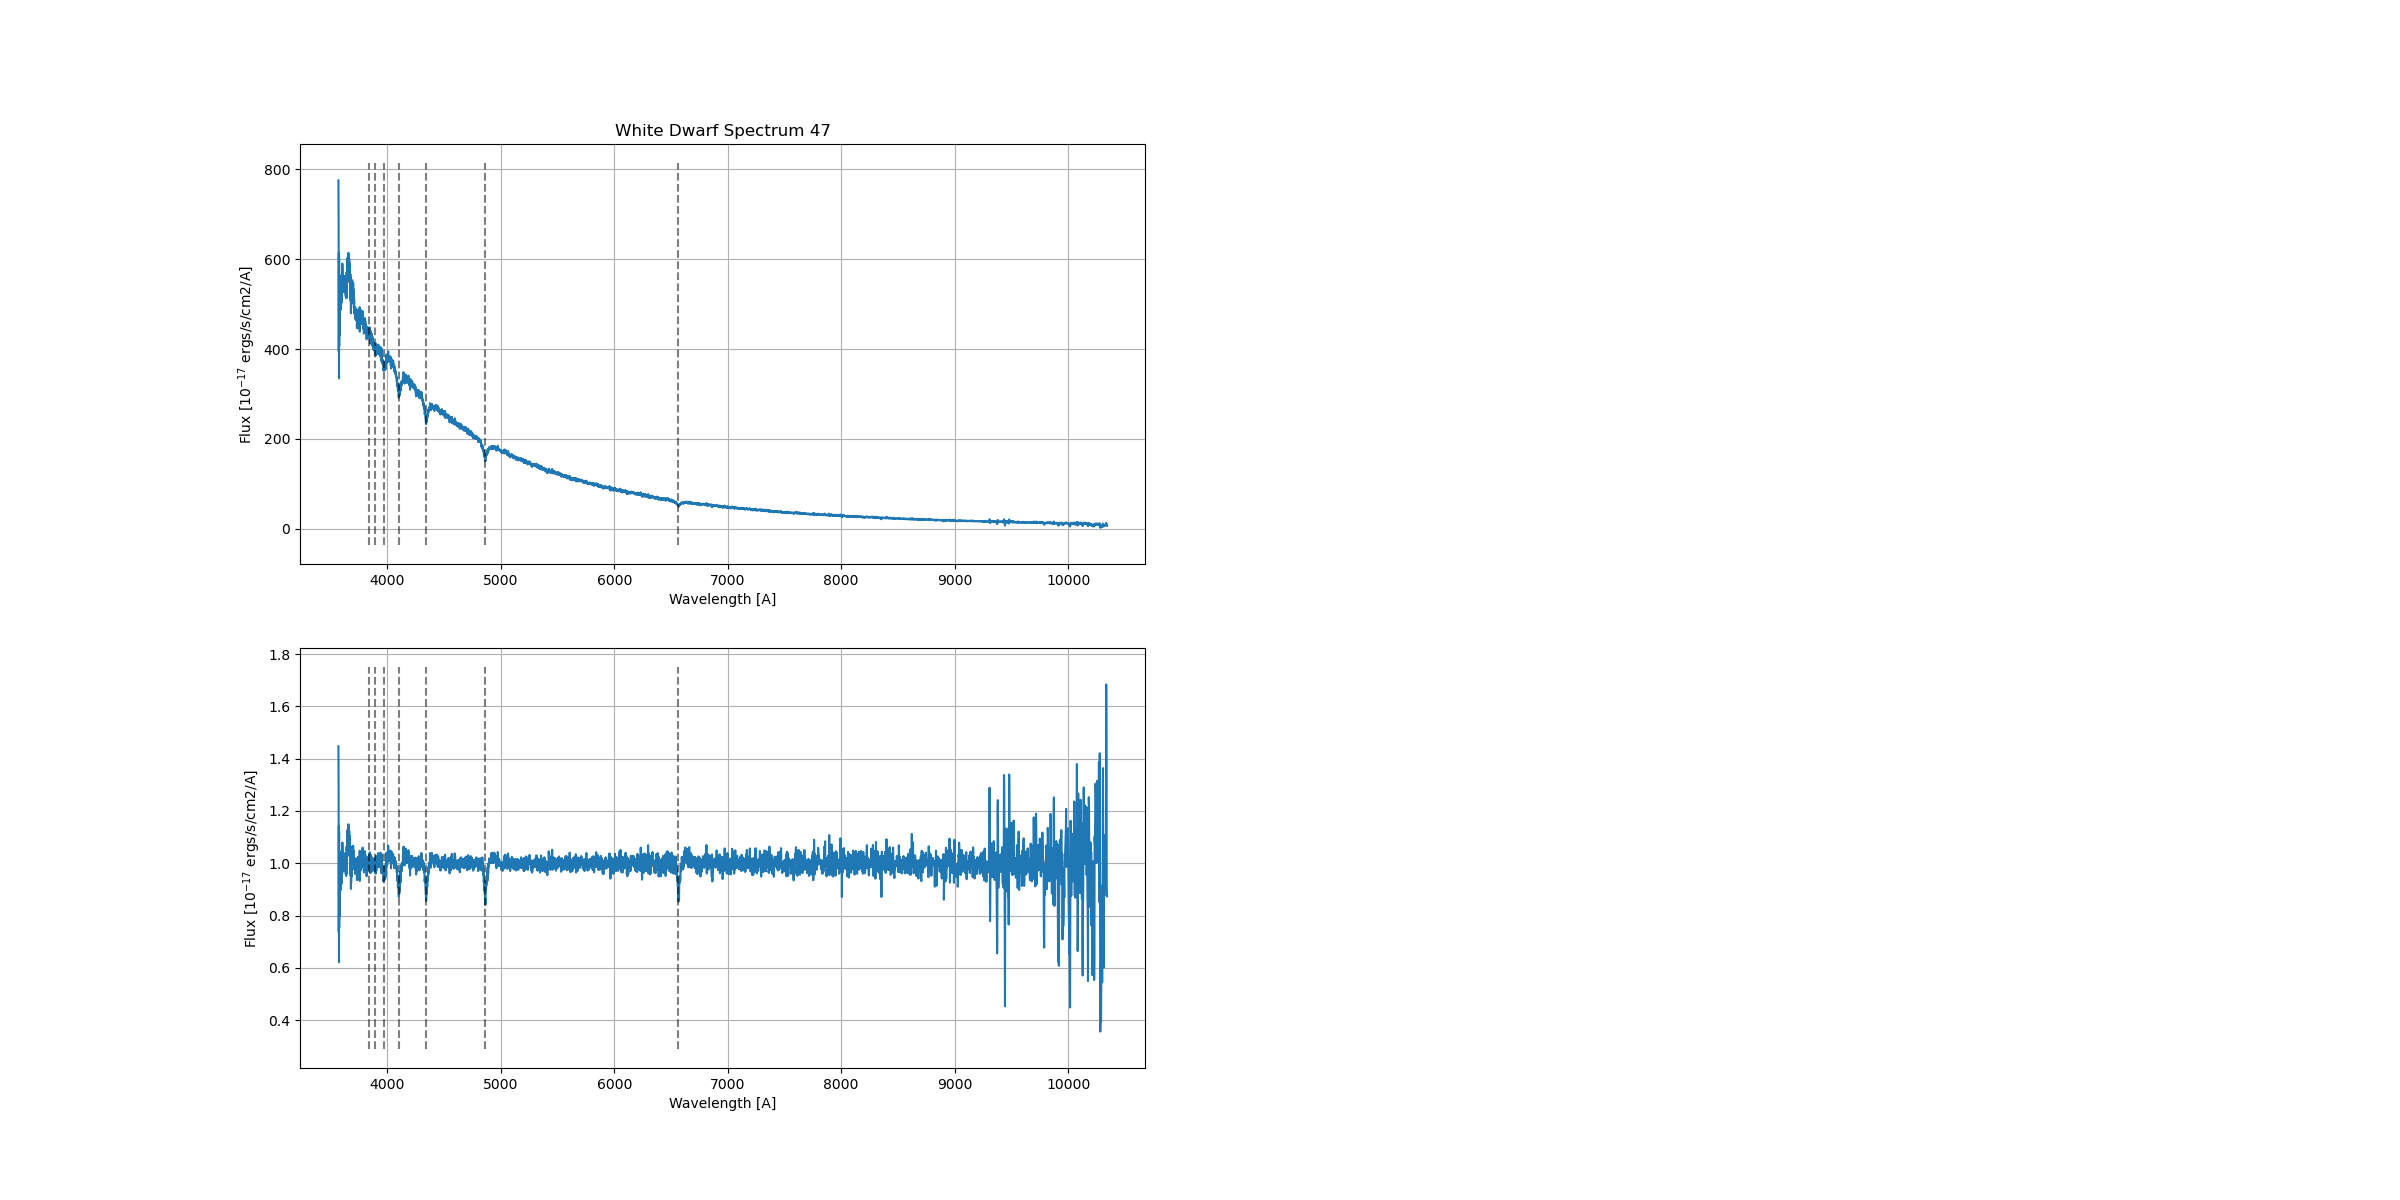 White Dwarf Spectrum 47
800
600
400
200
0
Flux [10^-17 ergs/s/cm2/A]
4000 5000 6000 7000 8000 9000 10000
Wavelength [A]
1.8
1.6
1.4
1.2
1.0
0.8
0.6
0.4
Flux [10^-17 ergs/s/cm2/A]
4000 5000 6000 7000 8000 9000 10000
Wavelength [A]